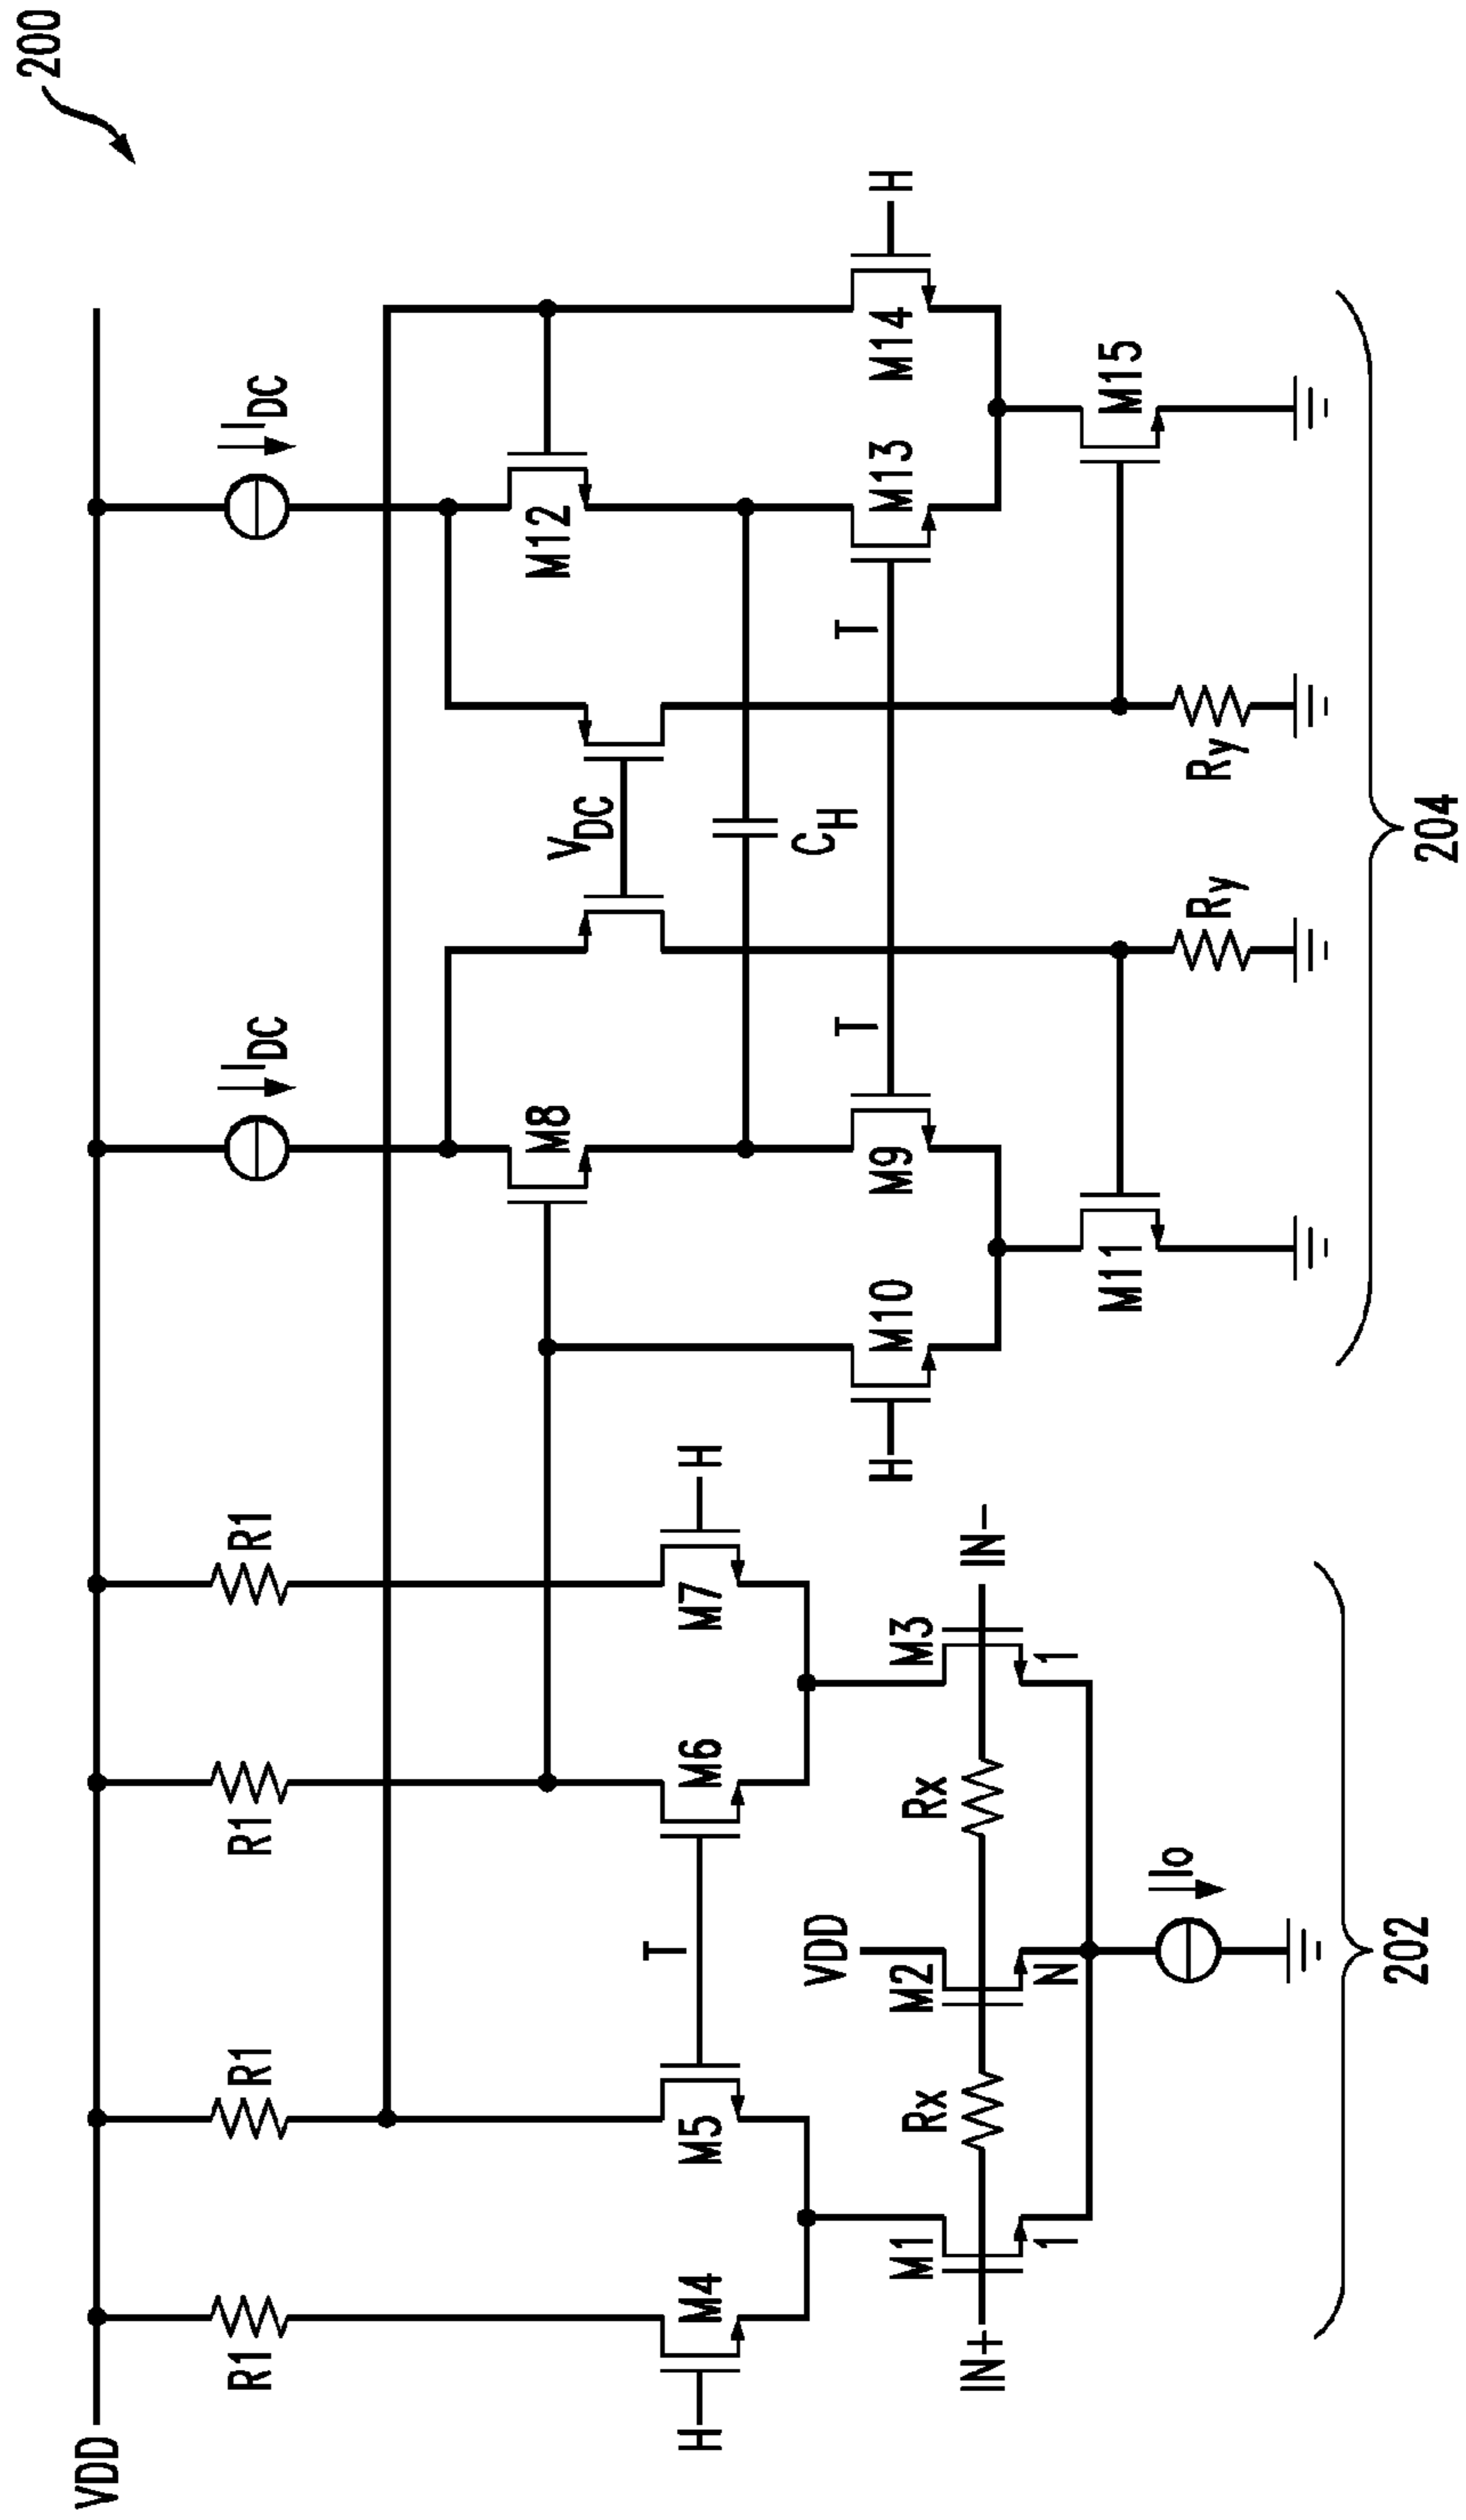 200
VDD
R1
R1
R1
R1
IDC
IDC
H
M4
M5
T
M6
M7
H
M8
VDC
M12
CH
H
M10
M9
T
T
M13
M14
H
IN+
M1
1
Rx
VDD
M2
N
Rx
M3
1
IN-
Io
M11
Ry
Ry
M15
202
204